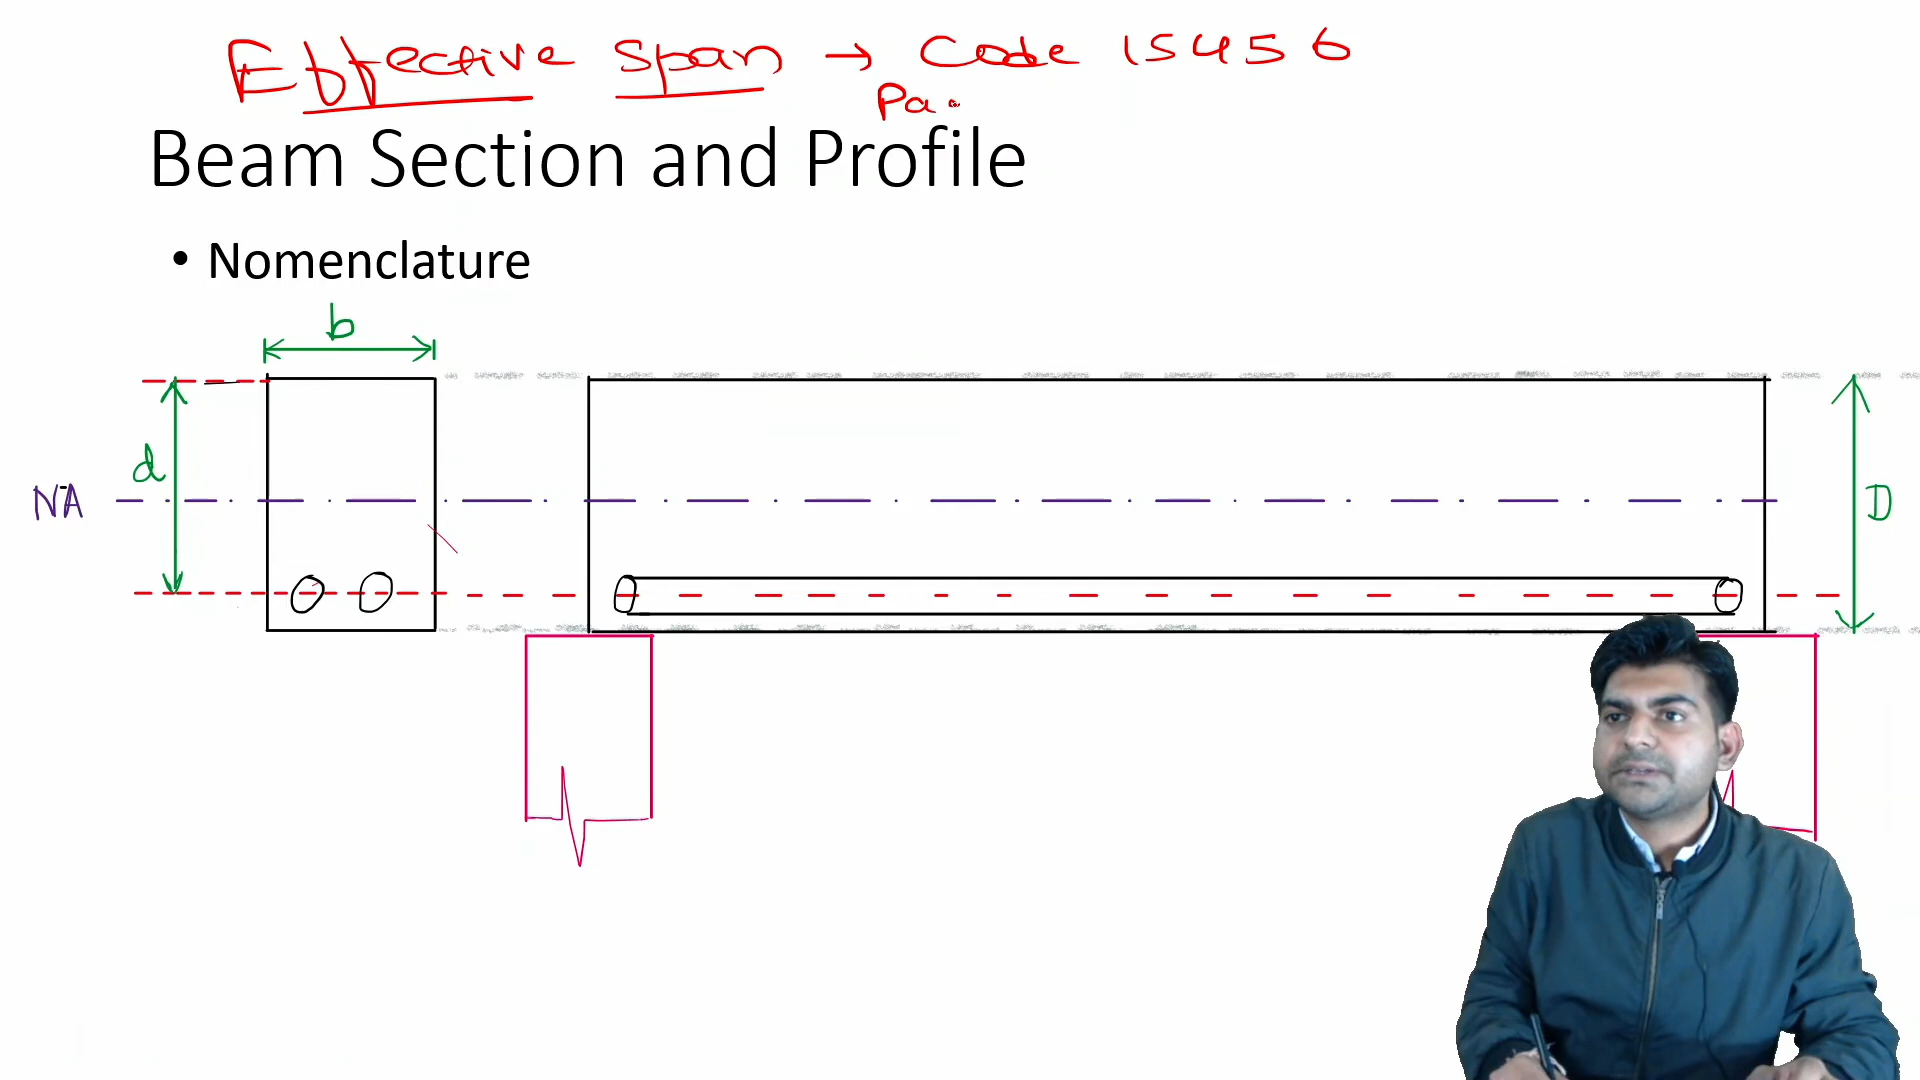 Effective Span → Code IS456
Pa
Beam Section and Profile
• Nomenclature
b
d
NA
D